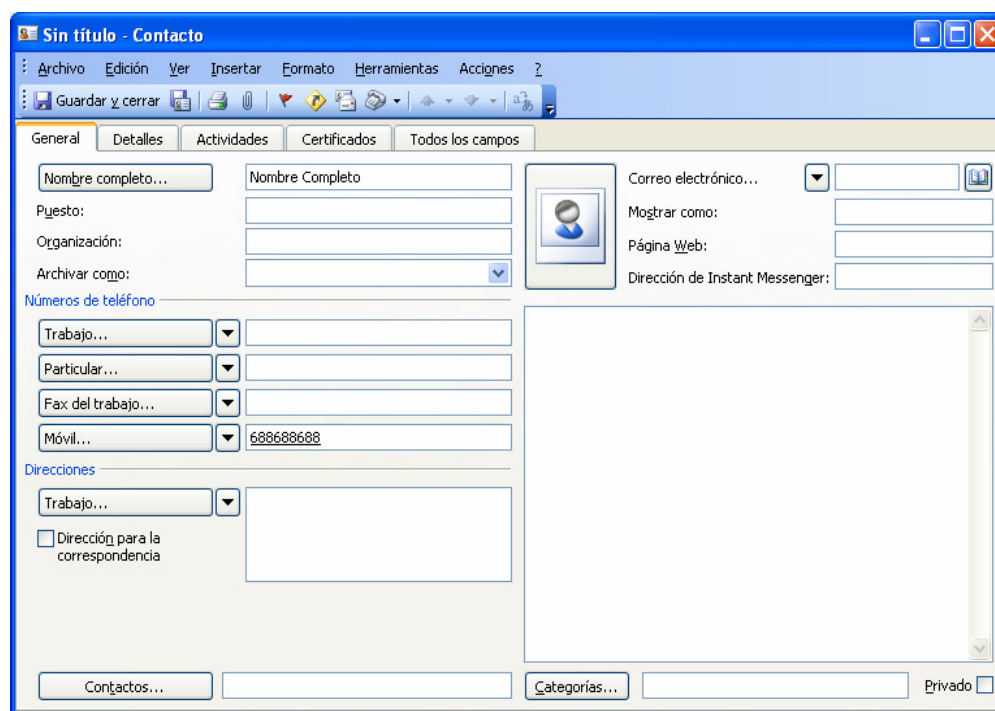 Sin título - Contacto
Archivo Edición Ver Insertar Formato Herramientas Acciones ?
Guardar y cerrar
General Detalles Actividades Certificados Todos los campos
Nombre completo... Nombre Completo
Puesto:
Organización:
Archivar como:
Correo electrónico...
Mostrar como:
Página Web:
Dirección de Instant Messenger:
Números de teléfono
Trabajo...
Particular...
Fax del trabajo...
Móvil... 688688688
Direcciones
Trabajo...
Dirección para la
correspondencia
Contactos... Categorías... Privado